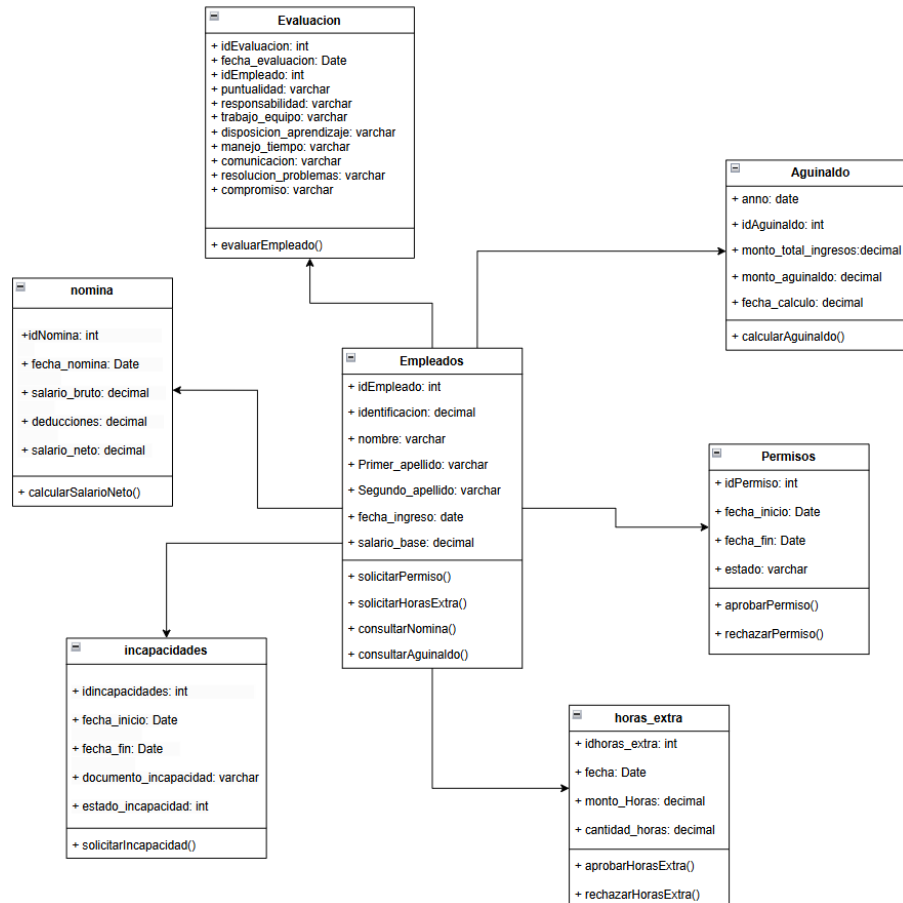 Evaluacion
+ idEvaluacion: int
+ fecha_evaluacion: Date
+ idEmpleado: int
+ puntualidad: varchar
+ responsabilidad: varchar
+ trabajo_equipo: varchar
+ disposicion_aprendizaje: varchar
+ manejo_tiempo: varchar
+ comunicacion: varchar
+ resolucion_problemas: varchar
+ compromiso: varchar
+ evaluarEmpleado()
Aguinaldo
+ anno: date
+ idAguinaldo: int
+ monto_total_ingresos:decimal
+ monto_aguinaldo: decimal
+ fecha_calculo: decimal
+ calcularAguinaldo()
nomina
+idNomina: int
+ fecha_nomina: Date
+ salario_bruto: decimal
+ deducciones: decimal
+ salario_neto: decimal
+ calcularSalarioNeto()
Empleados
+ idEmpleado: int
+ identificacion: decimal
+ nombre: varchar
+ Primer_apellido: varchar
+ Segundo_apellido: varchar
+ fecha_ingreso: date
+ salario_base: decimal
+ solicitarPermiso()
+ solicitarHorasExtra()
+ consultarNomina()
+ consultarAguinaldo()
Permisos
+ idPermiso: int
+ fecha_inicio: Date
+ fecha_fin: Date
+ estado: varchar
+ aprobarPermiso()
+ rechazarPermiso()
incapacidades
+ idincapacidades: int
+ fecha_inicio: Date
+ fecha_fin: Date
+ documento_incapacidad: varchar
+ estado_incapacidad: int
+ solicitarIncapacidad()
horas_extra
+ idhoras_extra: int
+ fecha: Date
+ monto_Horas: decimal
+ cantidad_horas: decimal
+ aprobarHorasExtra()
+ rechazarHorasExtra()